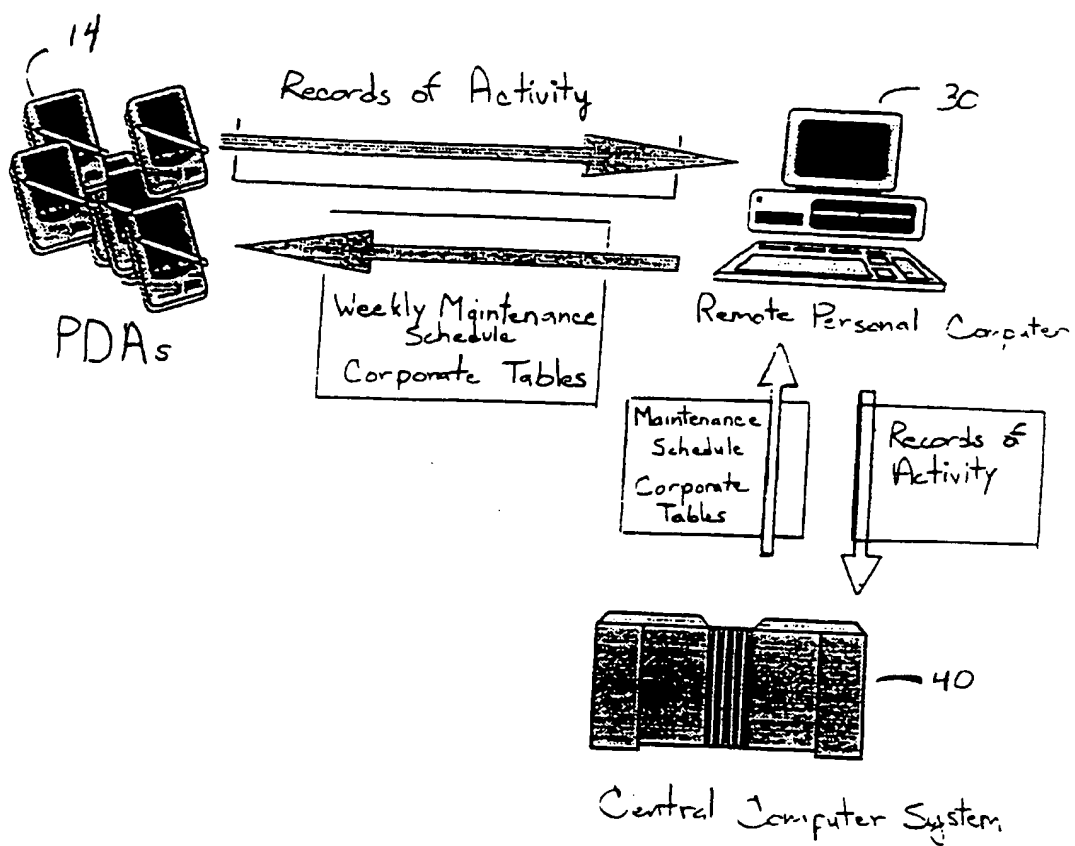 14
Records of Activity
30
PDAs
Weekly Maintenance
Schedule
Corporate Tables
Remote Personal Computer
Maintenance
Schedule
Corporate
Tables
Records of
Activity
40
Central Computer System